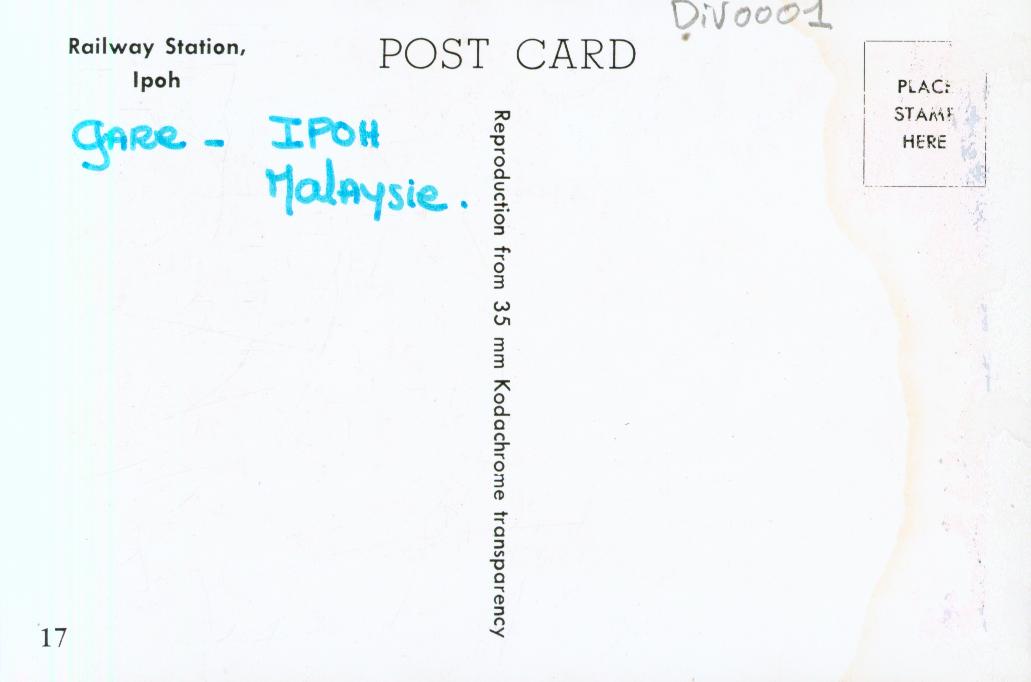 DiV0001
Railway Station,
Ipoh
POST CARD
PLACE
STAMP
HERE
gare - IPOH
Malaysie.
Reproduction from 35 mm Kodachrome transparency
17